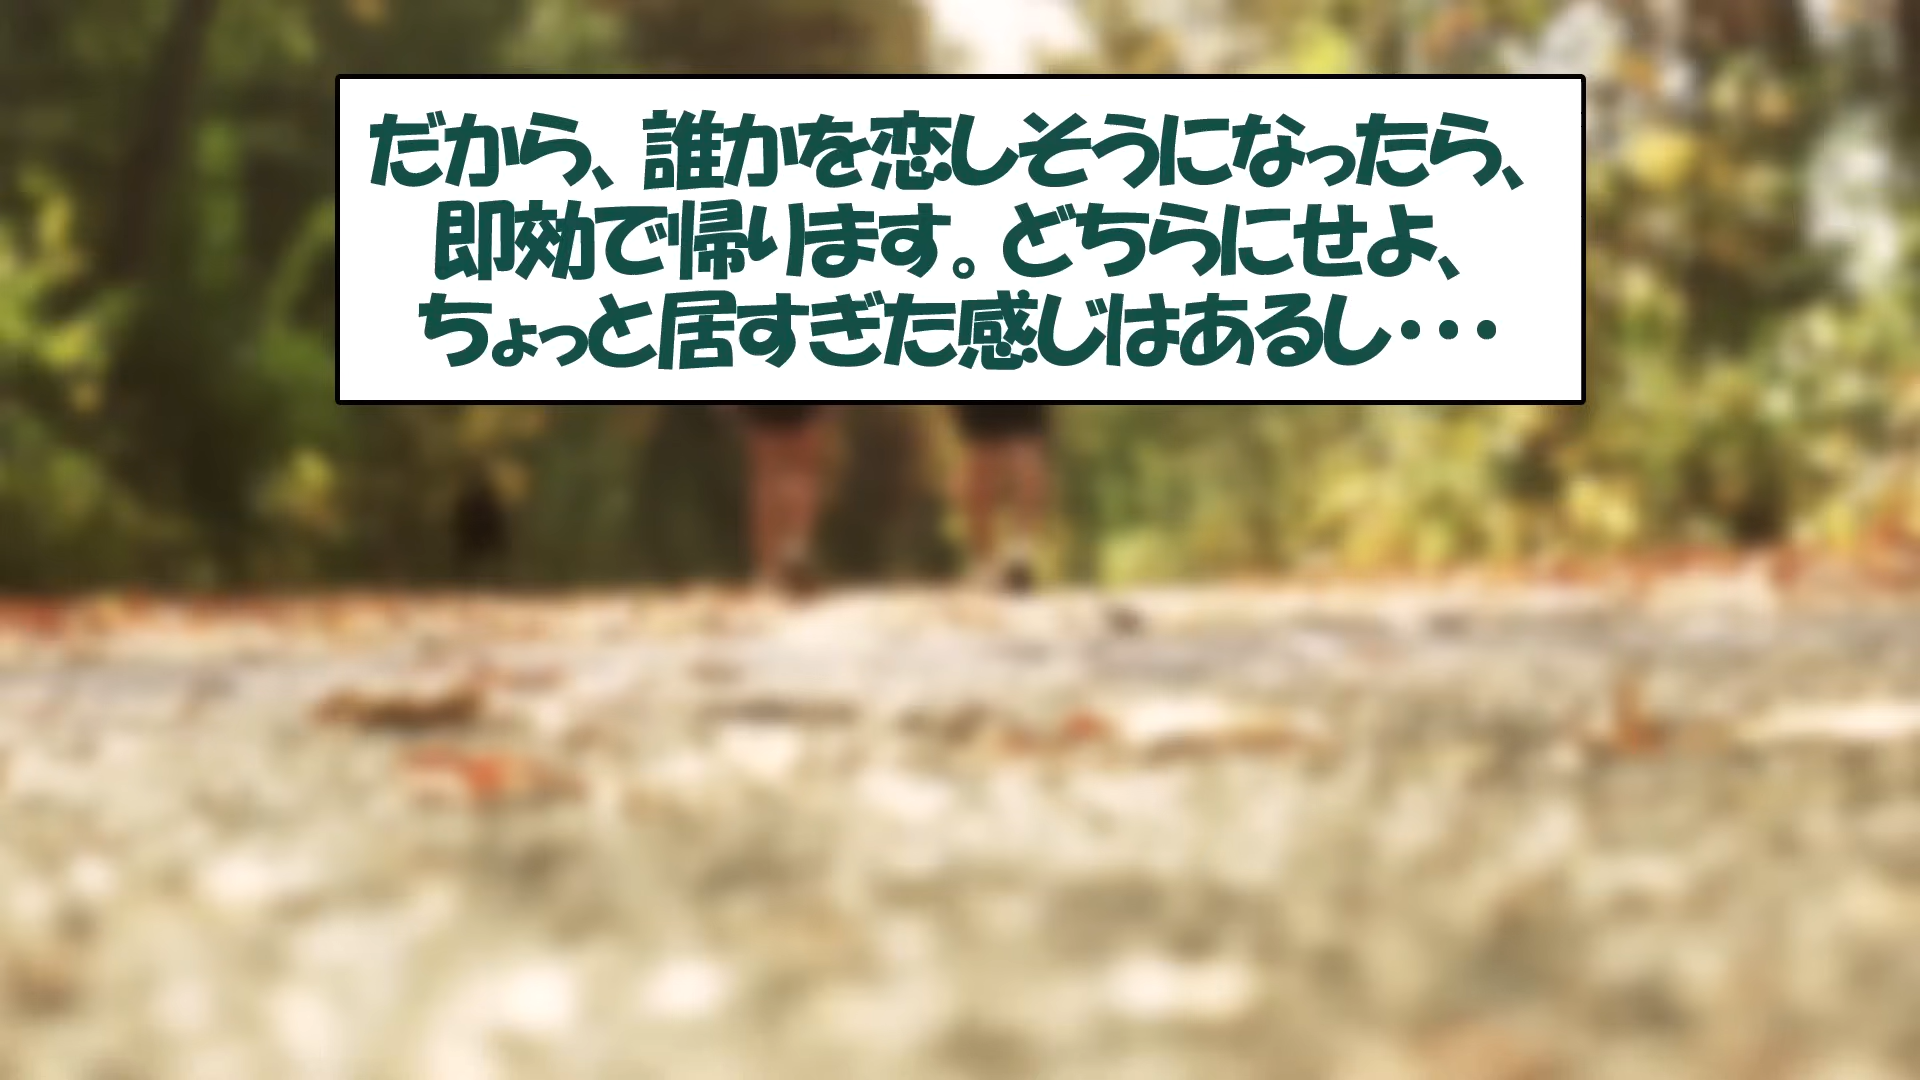 だから、誰かを恋しそうになったら、
即効で帰ります。どちらにせよ、
ちょっと居すぎた感じはあるし・・・